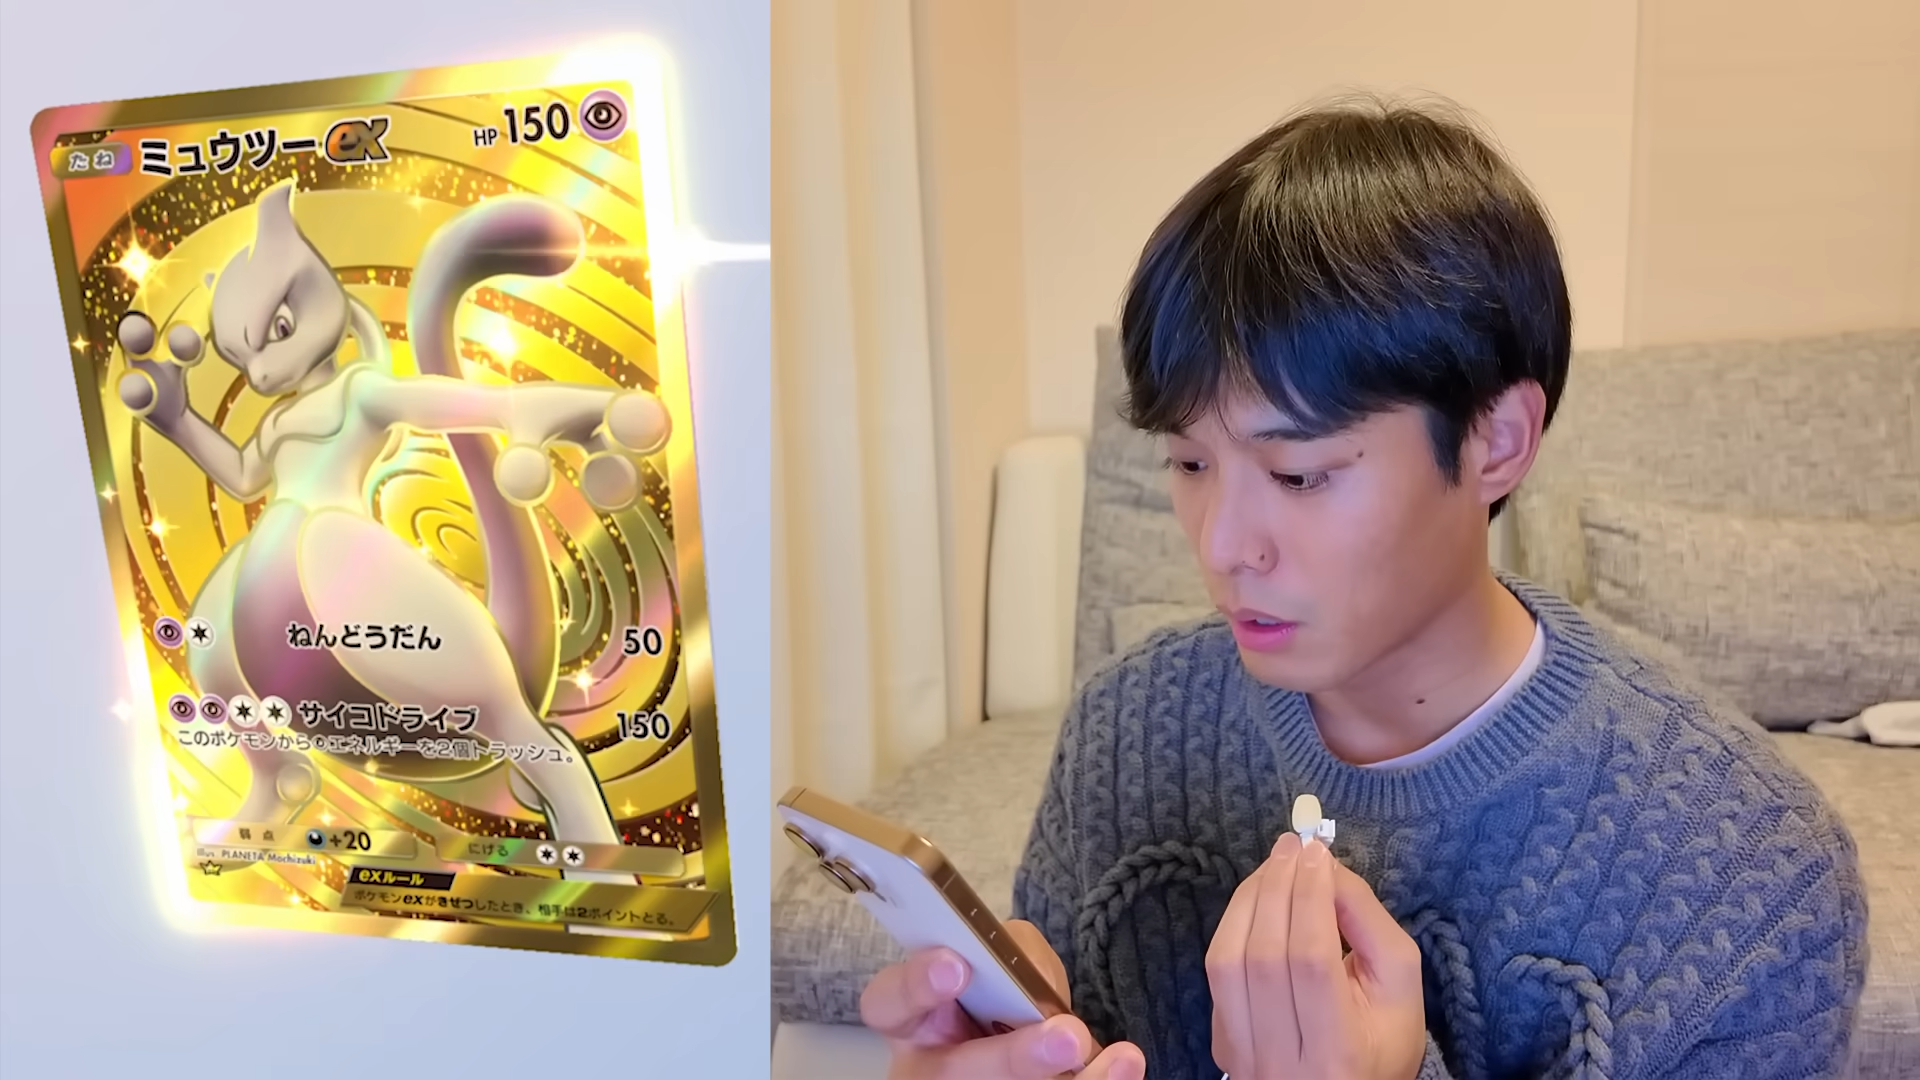 たね ミュウツーex HP 150
ねんどうだん 50
サイコドライブ 150
このポケモンからエネルギーを2個トラッシュ。
弱点 +20 にげる
illus. PLANETA Mochizuki
exルール
ポケモンexがきぜつしたとき、相手は2ポイントとる。